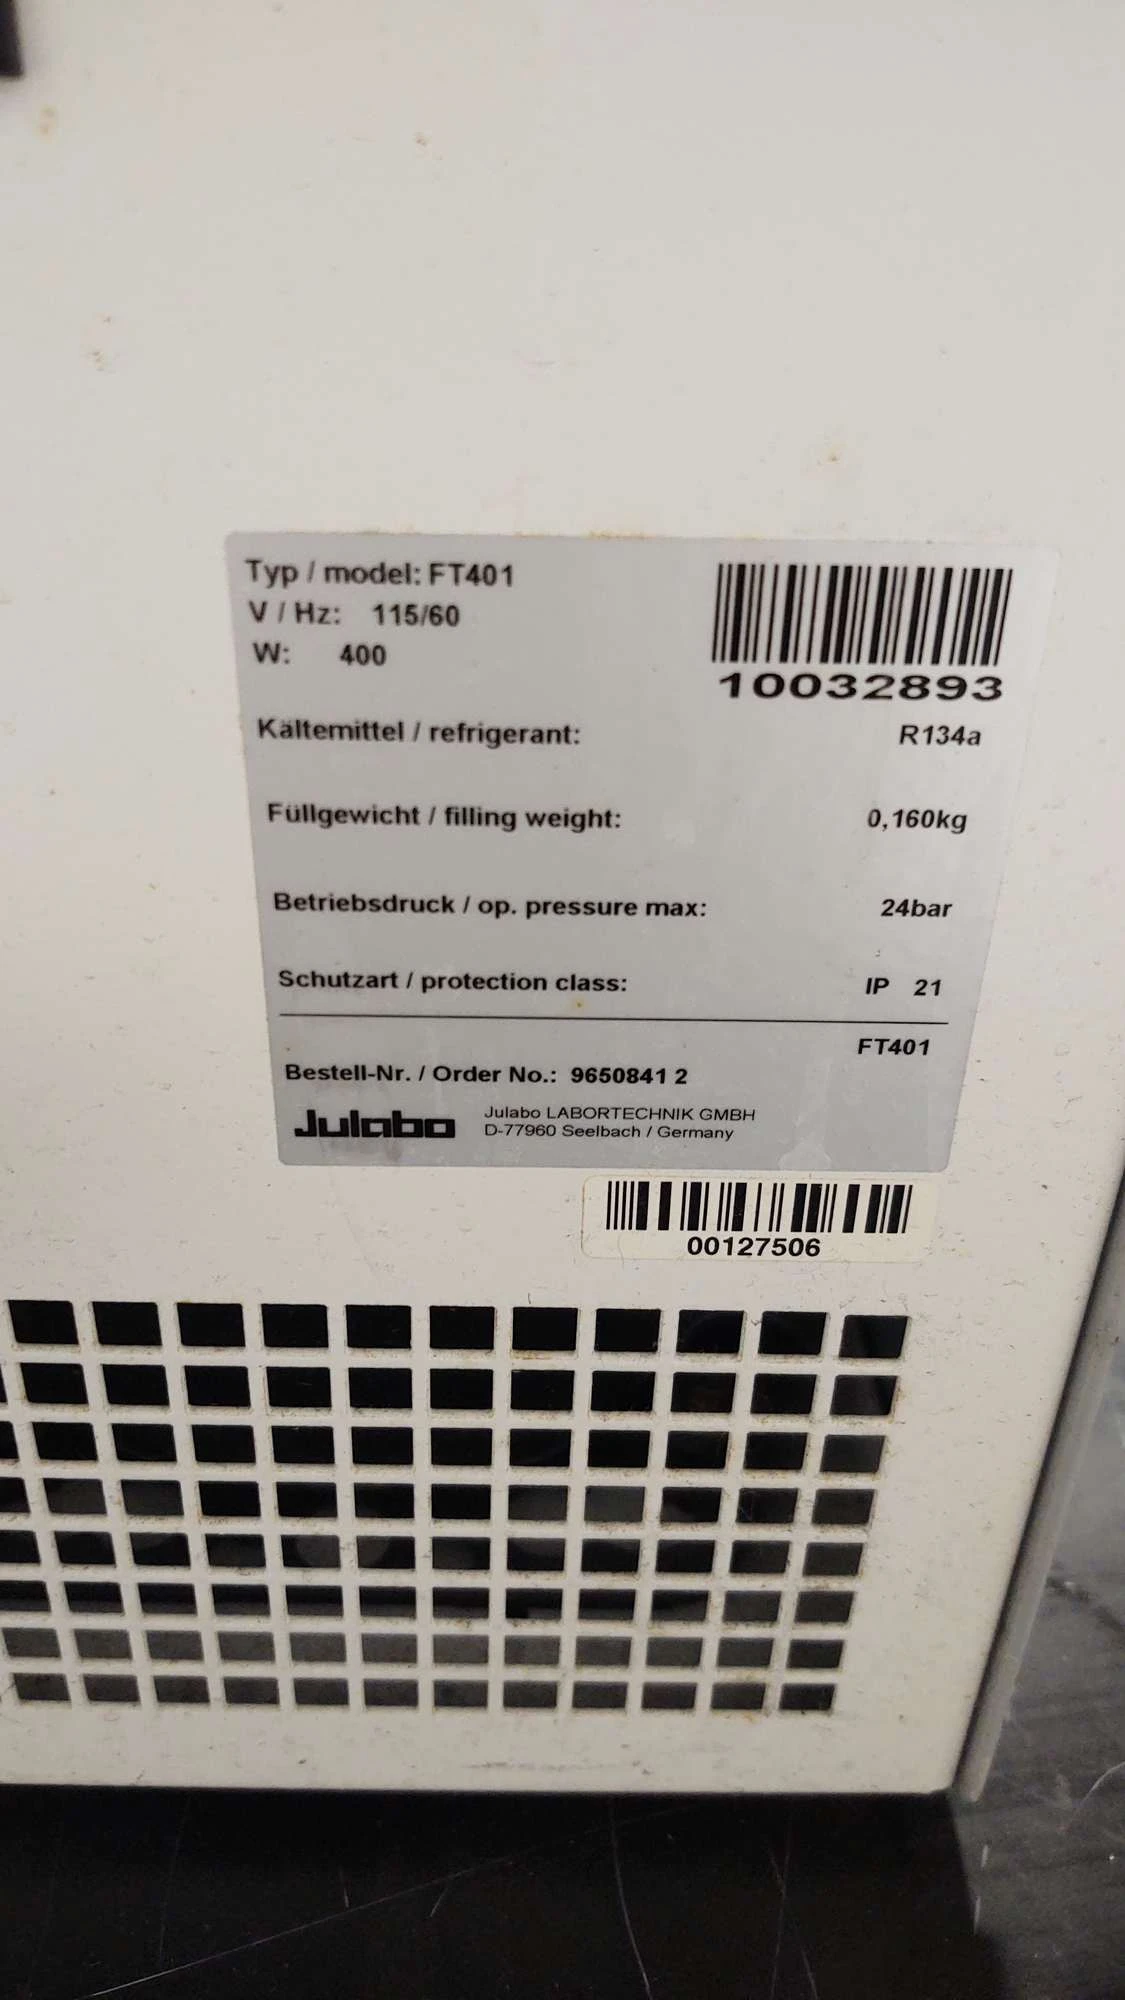 Typ / model: FT401
V / Hz: 115/60
W: 400
10032893
Kältemittel / refrigerant: R134a
Füllgewicht / filling weight: 0,160kg
Betriebsdruck / op. pressure max: 24bar
Schutzart / protection class: IP 21
FT401
Bestell-Nr. / Order No.: 9650841 2
Julabo
Julabo LABORTECHNIK GMBH
D-77960 Seelbach / Germany
00127506